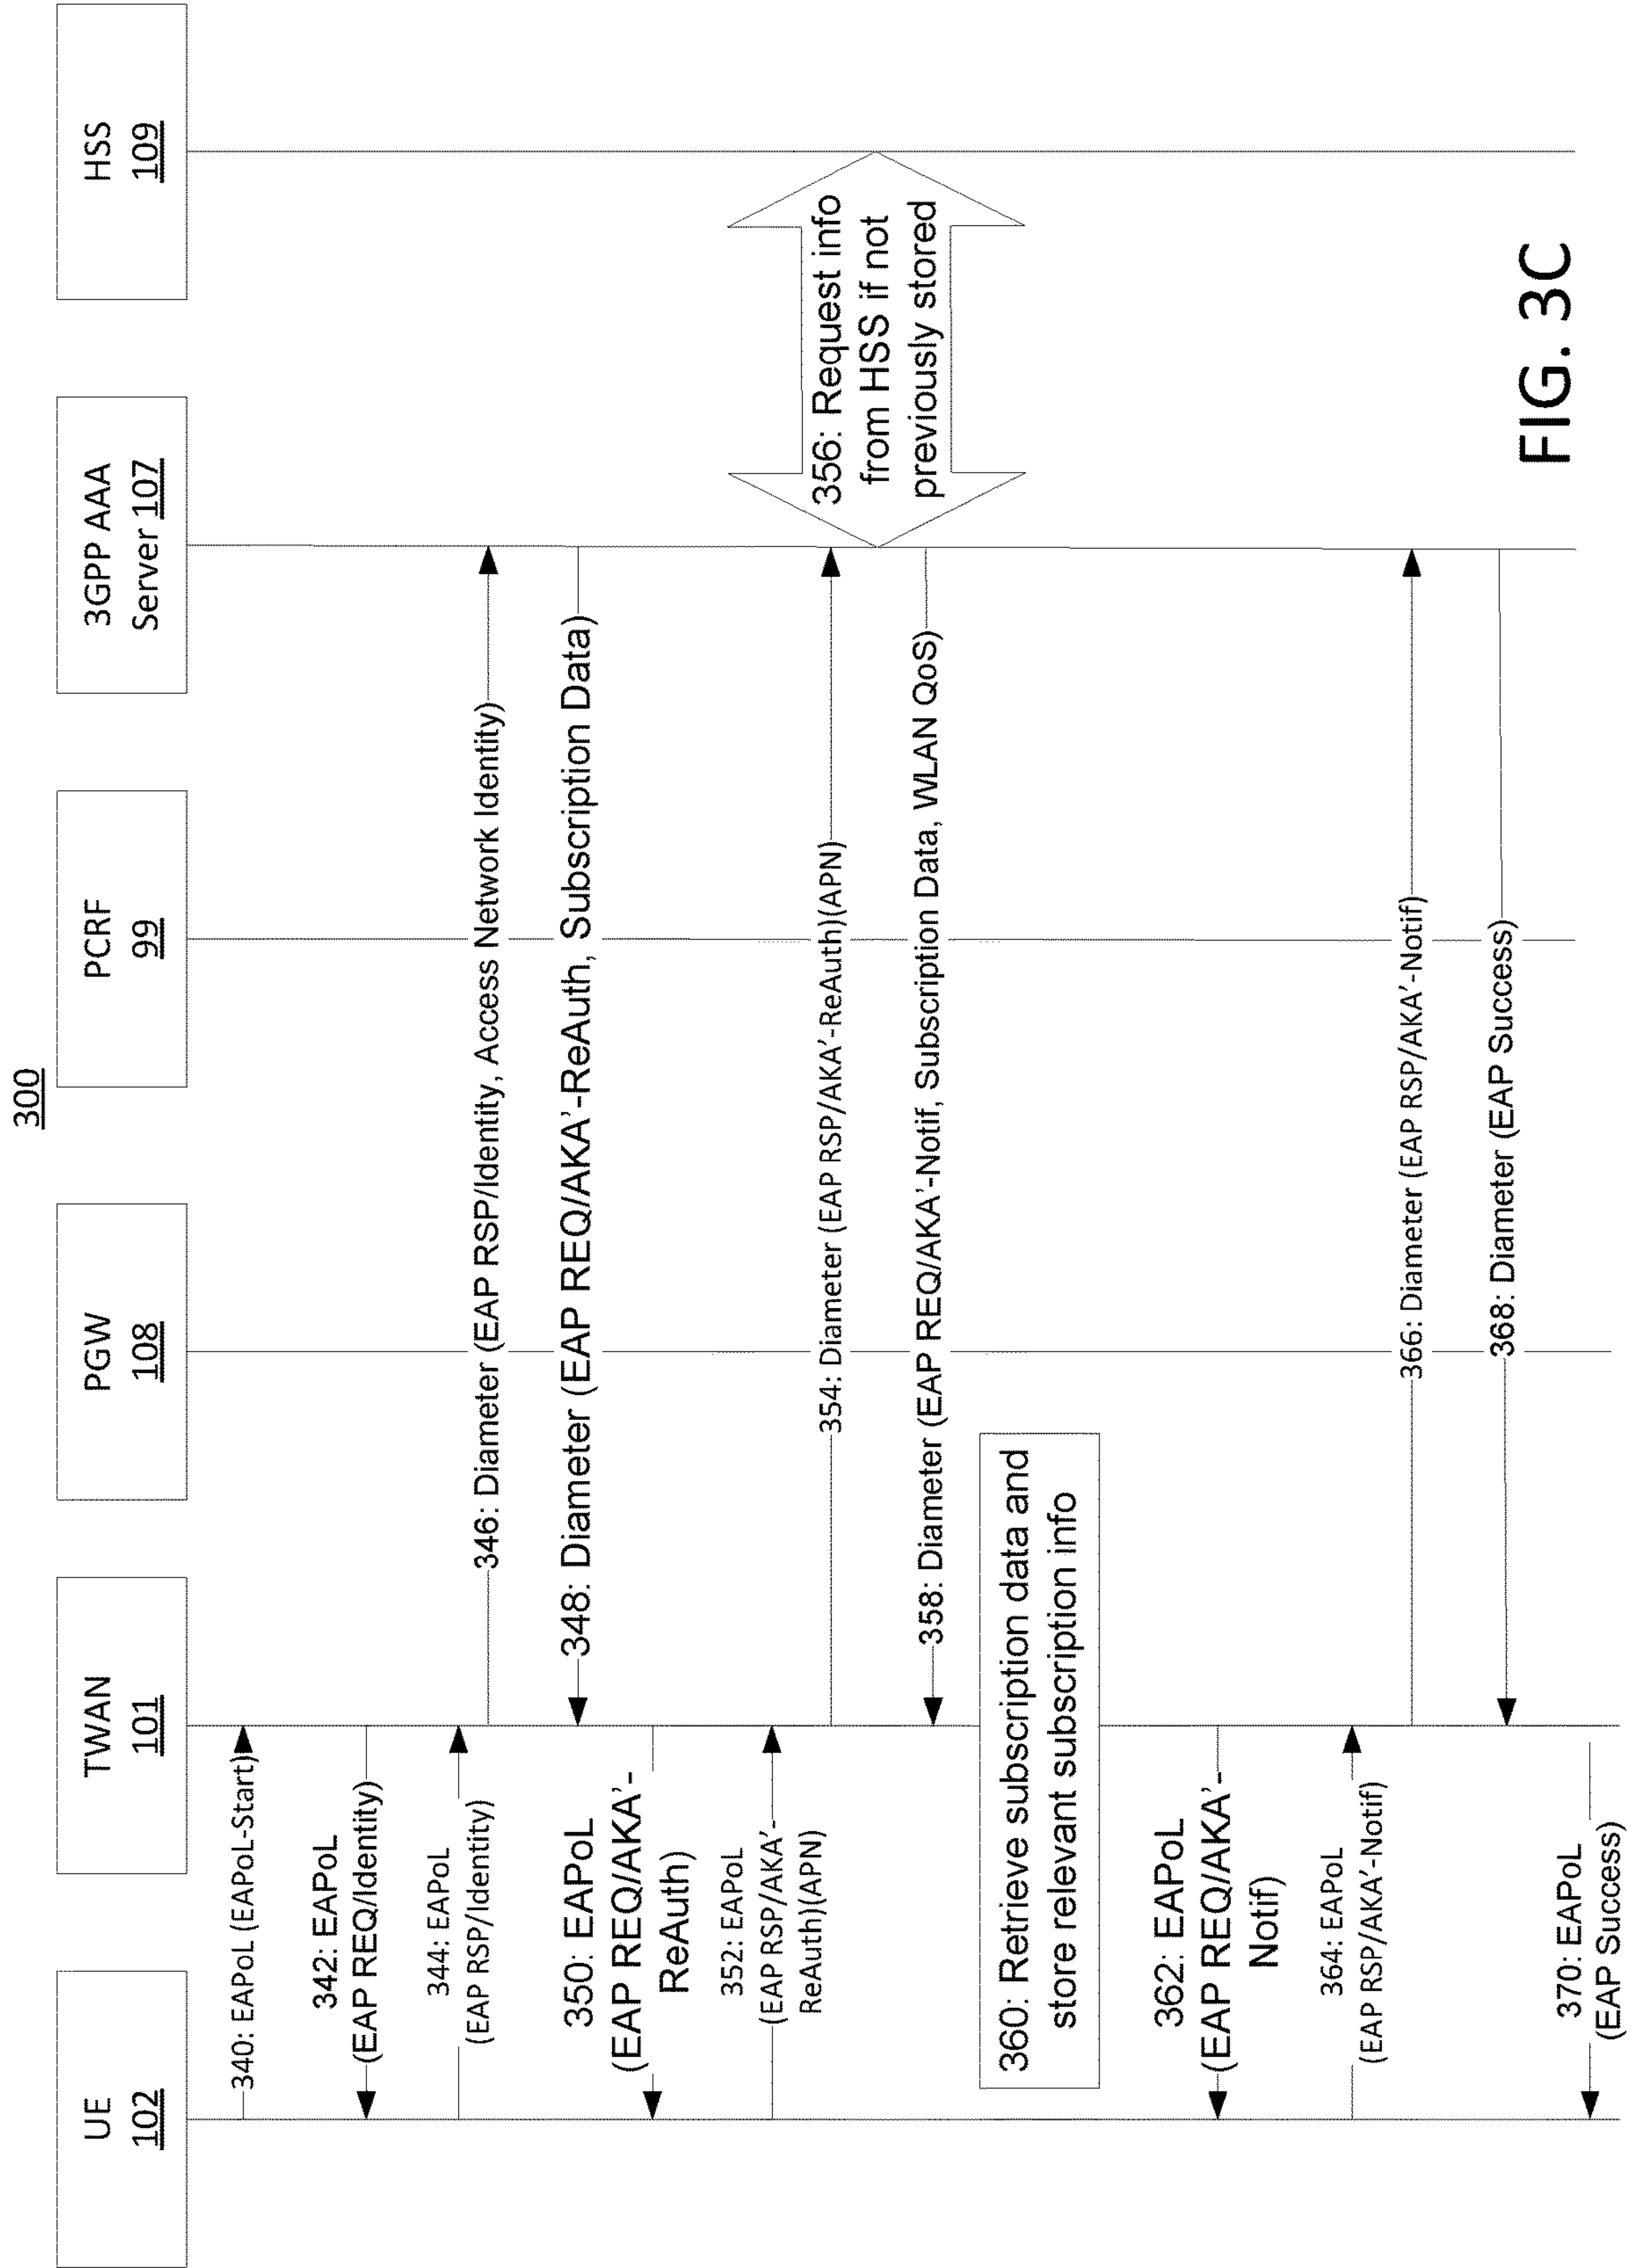 300
UE
102
TWAN
101
PGW
108
PCRF
99
3GPP AAA
Server 107
HSS
109
340: EAPoL (EAPoL-Start)
342: EAPoL
(EAP REQ/Identity)
344: EAPoL
(EAP RSP/Identity)
346: Diameter (EAP RSP/Identity, Access Network Identity)
348: Diameter (EAP REQ/AKA’-ReAuth, Subscription Data)
350: EAPoL
(EAP REQ/AKA’-
ReAuth)
352: EAPoL
(EAP RSP/AKA’-
ReAuth)(APN)
354: Diameter (EAP RSP/AKA’-ReAuth)(APN)
356: Request info
from HSS if not
previously stored
358: Diameter (EAP REQ/AKA’-Notif, Subscription Data, WLAN QoS)
360: Retrieve subscription data and
store relevant subscription info
362: EAPoL
(EAP REQ/AKA’-
Notif)
364: EAPoL
(EAP RSP/AKA’-Notif)
366: Diameter (EAP RSP/AKA’-Notif)
368: Diameter (EAP Success)
370: EAPoL
(EAP Success)
FIG. 3C